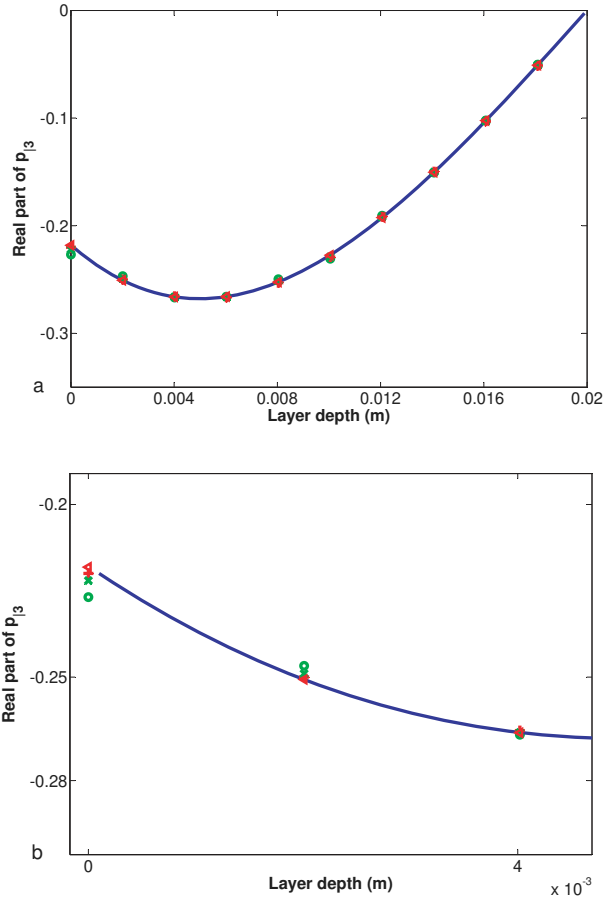 0
-0.1
-0.2
-0.3
Real part of p|3
a
0 0.004 0.008 0.012 0.016 0.02
Layer depth (m)
-0.2
-0.25
-0.28
Real part of p|3
b
0 4
x 10-3
Layer depth (m)